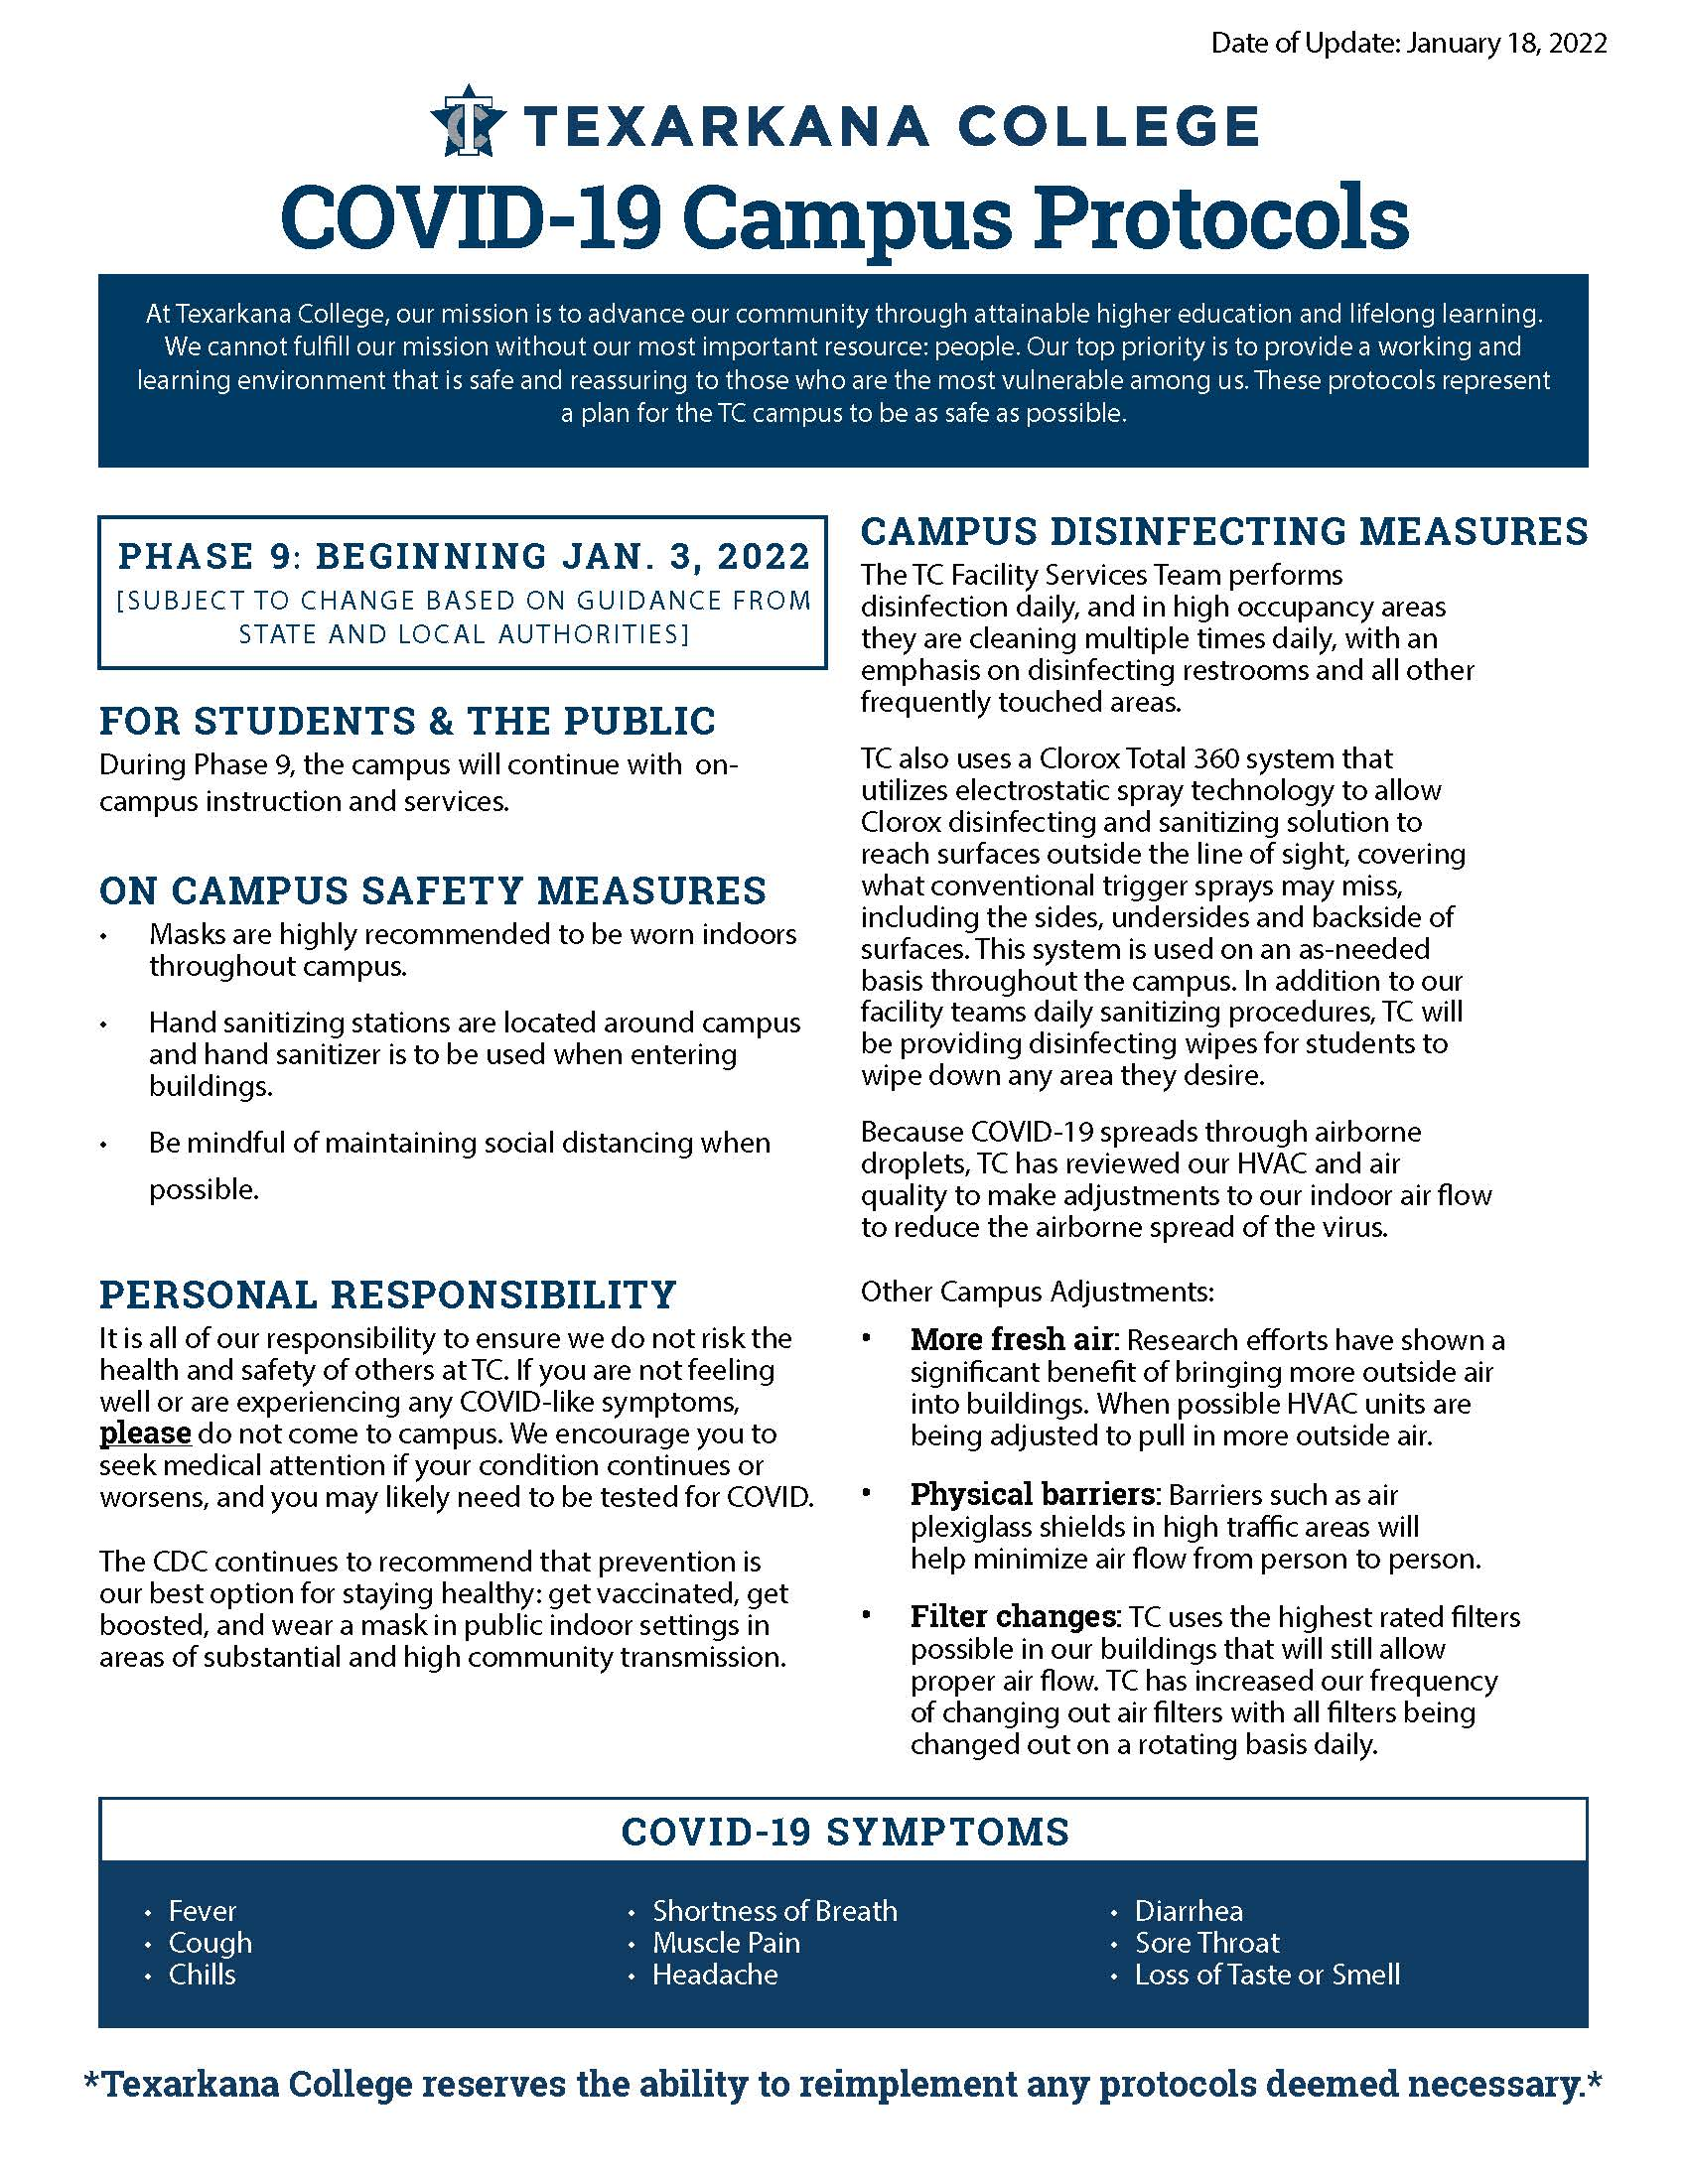 Date of Update: January 18, 2022
TC TEXARKANA COLLEGE
COVID-19 Campus Protocols
At Texarkana College, our mission is to advance our community through attainable higher education and lifelong learning.
We cannot fulfill our mission without our most important resource: people. Our top priority is to provide a working and
learning environment that is safe and reassuring to those who are the most vulnerable among us. These protocols represent
a plan for the TC campus to be as safe as possible.
PHASE 9: BEGINNING JAN. 3, 2022
[SUBJECT TO CHANGE BASED ON GUIDANCE FROM
STATE AND LOCAL AUTHORITIES]
FOR STUDENTS & THE PUBLIC
During Phase 9, the campus will continue with on-
campus instruction and services.
ON CAMPUS SAFETY MEASURES
• Masks are highly recommended to be worn indoors
throughout campus.
• Hand sanitizing stations are located around campus
and hand sanitizer is to be used when entering
buildings.
• Be mindful of maintaining social distancing when
possible.
PERSONAL RESPONSIBILITY
It is all of our responsibility to ensure we do not risk the
health and safety of others at TC. If you are not feeling
well or are experiencing any COVID-like symptoms,
please do not come to campus. We encourage you to
seek medical attention if your condition continues or
worsens, and you may likely need to be tested for COVID.
The CDC continues to recommend that prevention is
our best option for staying healthy: get vaccinated, get
boosted, and wear a mask in public indoor settings in
areas of substantial and high community transmission.
CAMPUS DISINFECTING MEASURES
The TC Facility Services Team performs
disinfection daily, and in high occupancy areas
they are cleaning multiple times daily, with an
emphasis on disinfecting restrooms and all other
frequently touched areas.
TC also uses a Clorox Total 360 system that
utilizes electrostatic spray technology to allow
Clorox disinfecting and sanitizing solution to
reach surfaces outside the line of sight, covering
what conventional trigger sprays may miss,
including the sides, undersides and backside of
surfaces. This system is used on an as-needed
basis throughout the campus. In addition to our
facility teams daily sanitizing procedures, TC will
be providing disinfecting wipes for students to
wipe down any area they desire.
Because COVID-19 spreads through airborne
droplets, TC has reviewed our HVAC and air
quality to make adjustments to our indoor air flow
to reduce the airborne spread of the virus.
Other Campus Adjustments:
• More fresh air: Research efforts have shown a
significant benefit of bringing more outside air
into buildings. When possible HVAC units are
being adjusted to pull in more outside air.
• Physical barriers: Barriers such as air
plexiglass shields in high traffic areas will
help minimize air flow from person to person.
• Filter changes: TC uses the highest rated filters
possible in our buildings that will still allow
proper air flow. TC has increased our frequency
of changing out air filters with all filters being
changed out on a rotating basis daily.
COVID-19 SYMPTOMS
• Fever
• Cough
• Chills
• Shortness of Breath
• Muscle Pain
• Headache
• Diarrhea
• Sore Throat
• Loss of Taste or Smell
*Texarkana College reserves the ability to reimplement any protocols deemed necessary.*